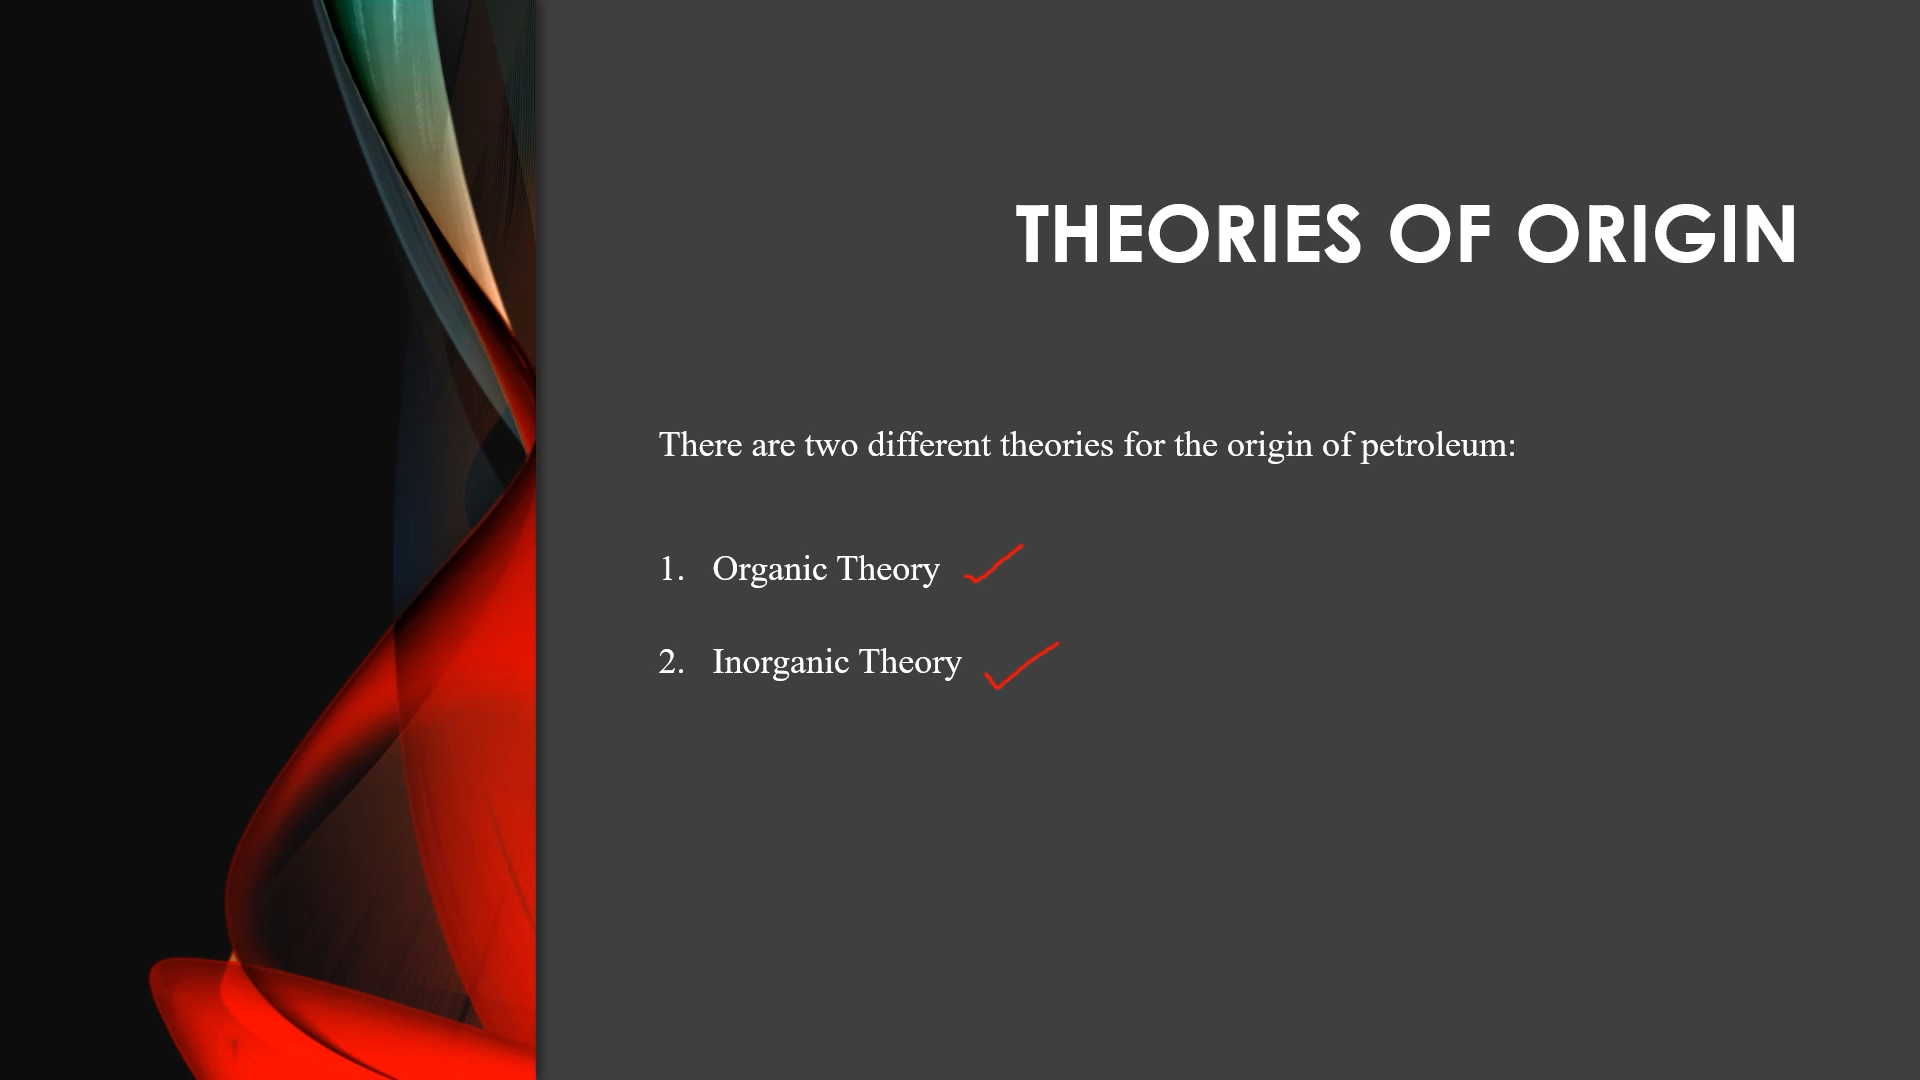 THEORIES OF ORIGIN
There are two different theories for the origin of petroleum:
1. Organic Theory
2. Inorganic Theory